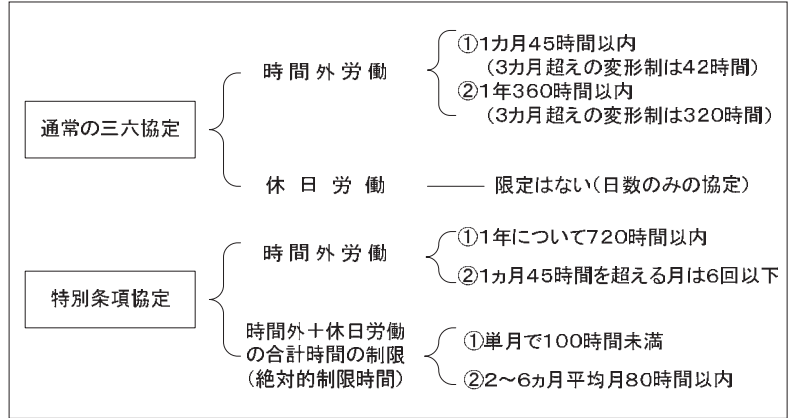 通常の三六協定
時間外労働
①1カ月45時間以内
（3カ月超えの変形制は42時間）
②1年360時間以内
（3カ月超えの変形制は320時間）
休日労働
限定はない（日数のみの協定）
特別条項協定
時間外労働
①1年について720時間以内
②1ヵ月45時間を超える月は6回以下
時間外＋休日労働
の合計時間の制限
（絶対的制限時間）
①単月で100時間未満
②2～6ヵ月平均月80時間以内